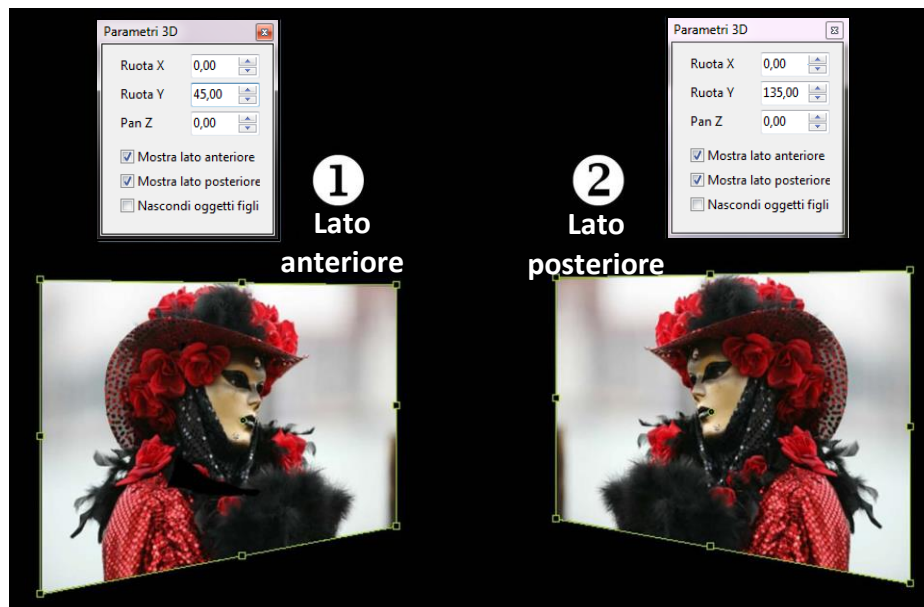 Parametri 3D
Ruota X 0,00
Ruota Y 45,00
Pan Z 0,00
Mostra lato anteriore
Mostra lato posteriore
Nascondi oggetti figli
1
Lato
anteriore
Parametri 3D
Ruota X 0,00
Ruota Y 135,00
Pan Z 0,00
Mostra lato anteriore
Mostra lato posteriore
Nascondi oggetti figli
2
Lato
posteriore